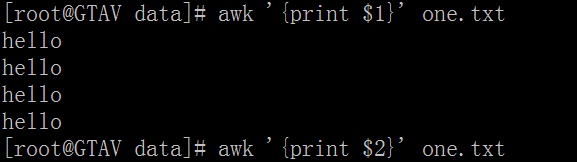 [root@GTAV data]# awk '{print $1}' one.txt
hello
hello
hello
hello
[root@GTAV data]# awk '{print $2}' one.txt